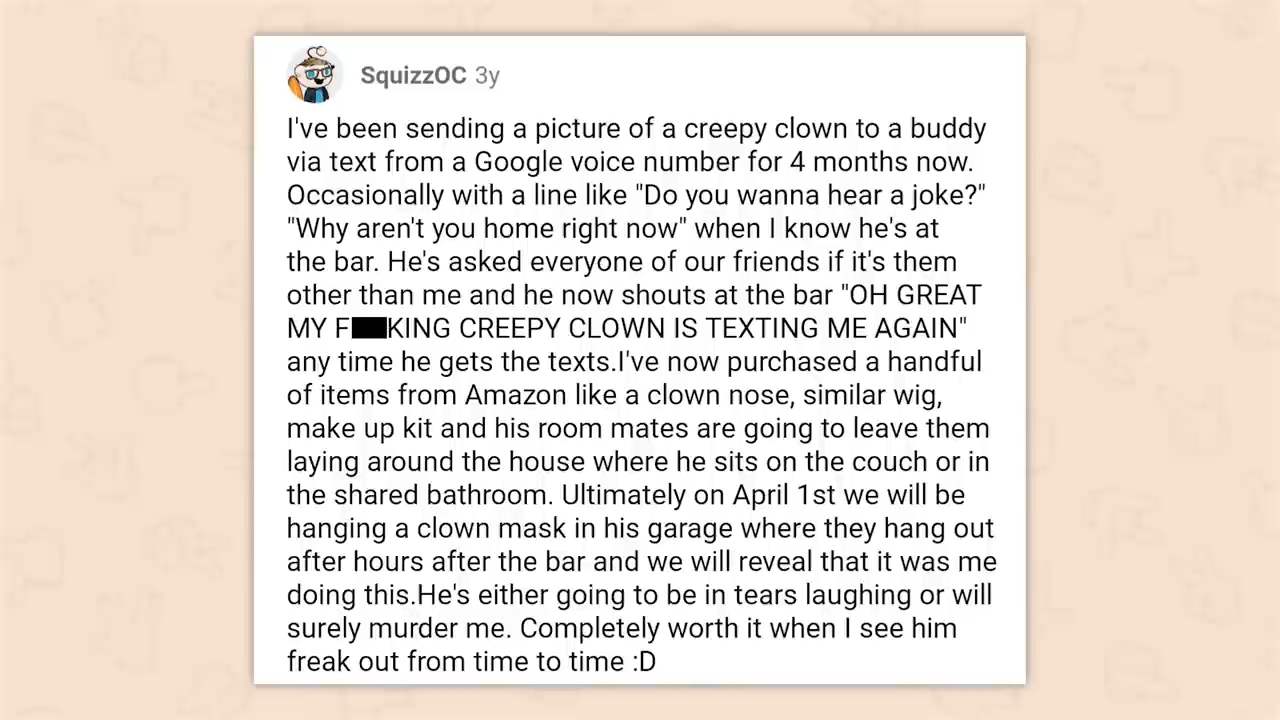 SquizzOC 3y
I've been sending a picture of a creepy clown to a buddy
via text from a Google voice number for 4 months now.
Occasionally with a line like "Do you wanna hear a joke?"
"Why aren't you home right now" when I know he's at
the bar. He's asked everyone of our friends if it's them
other than me and he now shouts at the bar "OH GREAT
MY F██KING CREEPY CLOWN IS TEXTING ME AGAIN"
any time he gets the texts.I've now purchased a handful
of items from Amazon like a clown nose, similar wig,
make up kit and his room mates are going to leave them
laying around the house where he sits on the couch or in
the shared bathroom. Ultimately on April 1st we will be
hanging a clown mask in his garage where they hang out
after hours after the bar and we will reveal that it was me
doing this.He's either going to be in tears laughing or will
surely murder me. Completely worth it when I see him
freak out from time to time :D